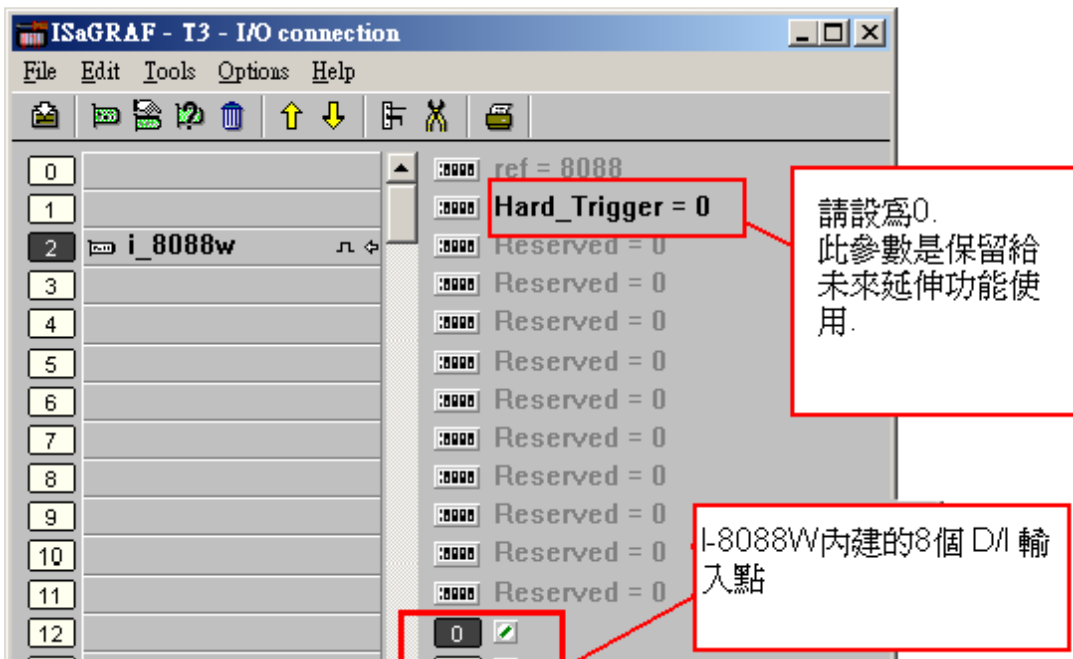 ISaGRAF - T3 - I/O connection
File Edit Tools Options Help
0
1
2 i_8088w
3
4
5
6
7
8
9
10
11
12
ref = 8088
Hard_Trigger = 0
Reserved = 0
Reserved = 0
Reserved = 0
Reserved = 0
Reserved = 0
Reserved = 0
Reserved = 0
Reserved = 0
Reserved = 0
Reserved = 0
0
請設爲0.
此參數是保留給
未來延伸功能使
用.
I-8088W內建的8個 D/I 輸
入點